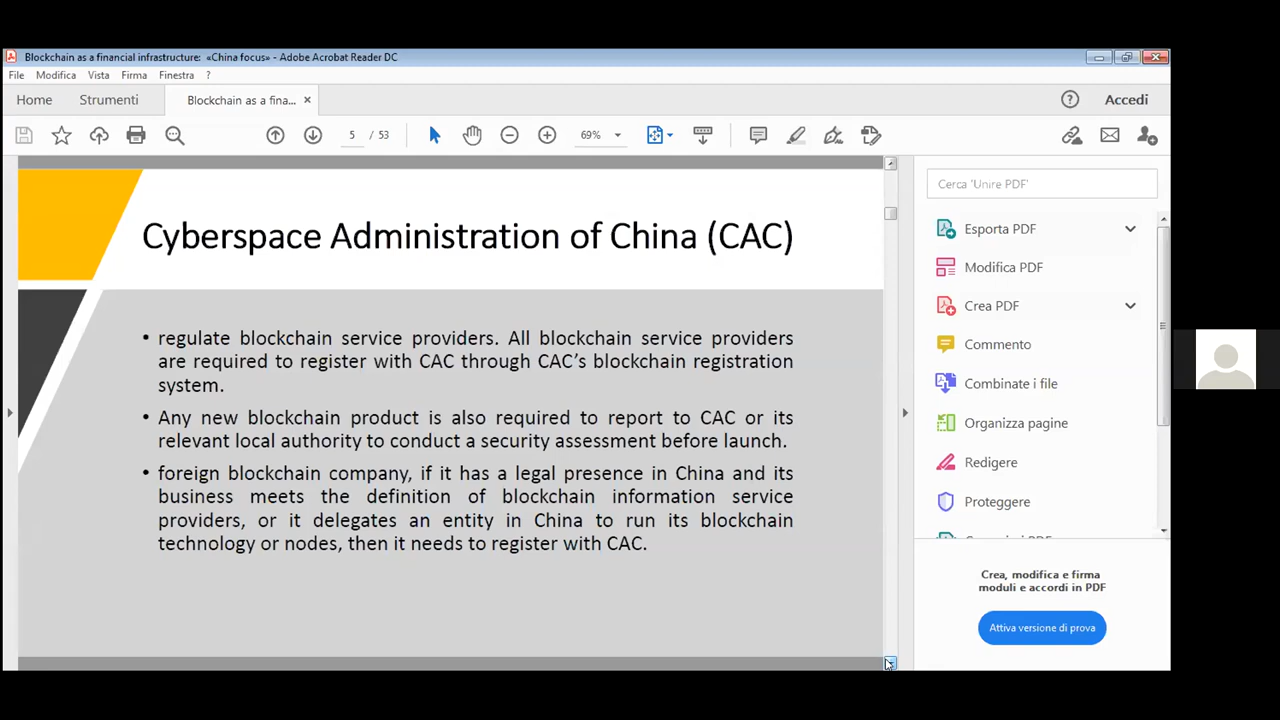 Blockchain as a financial infrastructure: «China focus» - Adobe Acrobat Reader DC
File Modifica Vista Firma Finestra ?
Home Strumenti Blockchain as a fina... × Accedi
5 / 53 69%
Cyberspace Administration of China (CAC)
• regulate blockchain service providers. All blockchain service providers
are required to register with CAC through CAC’s blockchain registration
system.
• Any new blockchain product is also required to report to CAC or its
relevant local authority to conduct a security assessment before launch.
• foreign blockchain company, if it has a legal presence in China and its
business meets the definition of blockchain information service
providers, or it delegates an entity in China to run its blockchain
technology or nodes, then it needs to register with CAC.
Cerca 'Unire PDF'
Esporta PDF
Modifica PDF
Crea PDF
Commento
Combinate i file
Organizza pagine
Redigere
Proteggere
Crea, modifica e firma
moduli e accordi in PDF
Attiva versione di prova